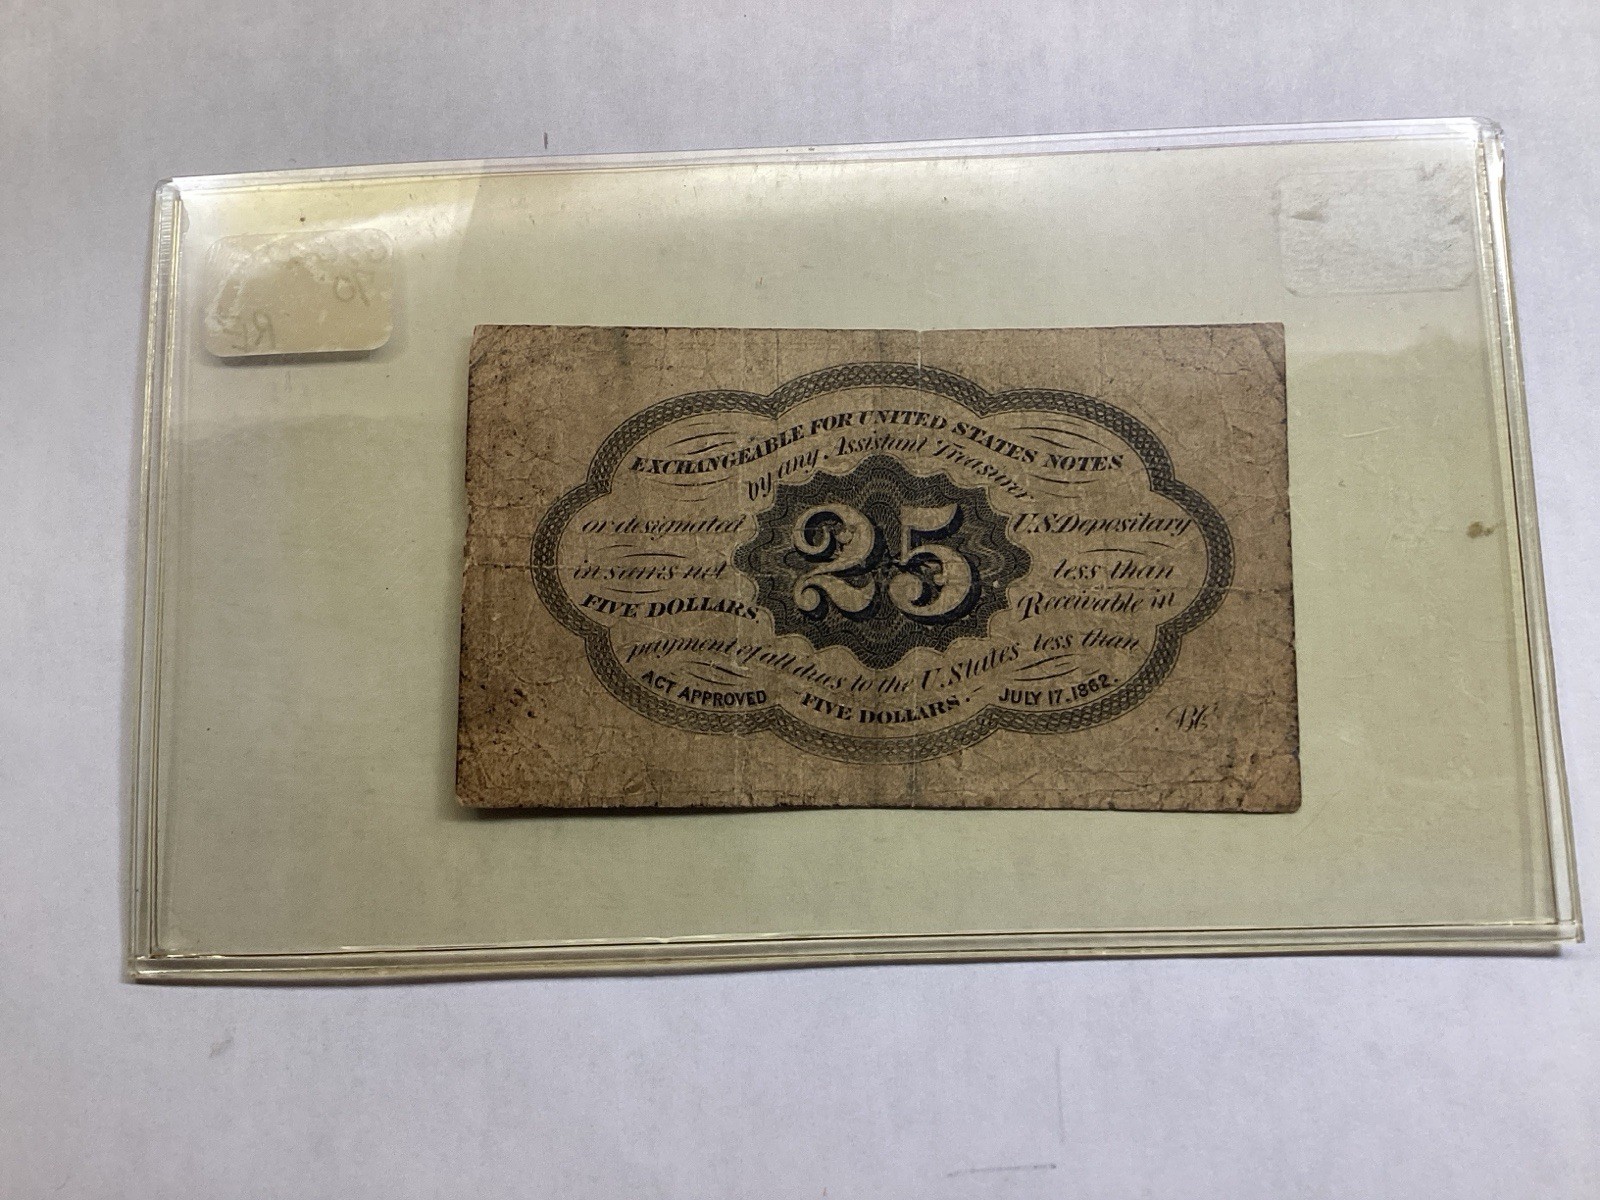 EXCHANGEABLE FOR UNITED STATES NOTES
by any Assistant Treasurer
or designated U.S. Depositary
in sums not less than
FIVE DOLLARS. Receivable in
payment of all dues to the U. States less than
FIVE DOLLARS.
ACT APPROVED JULY 17, 1862.
25